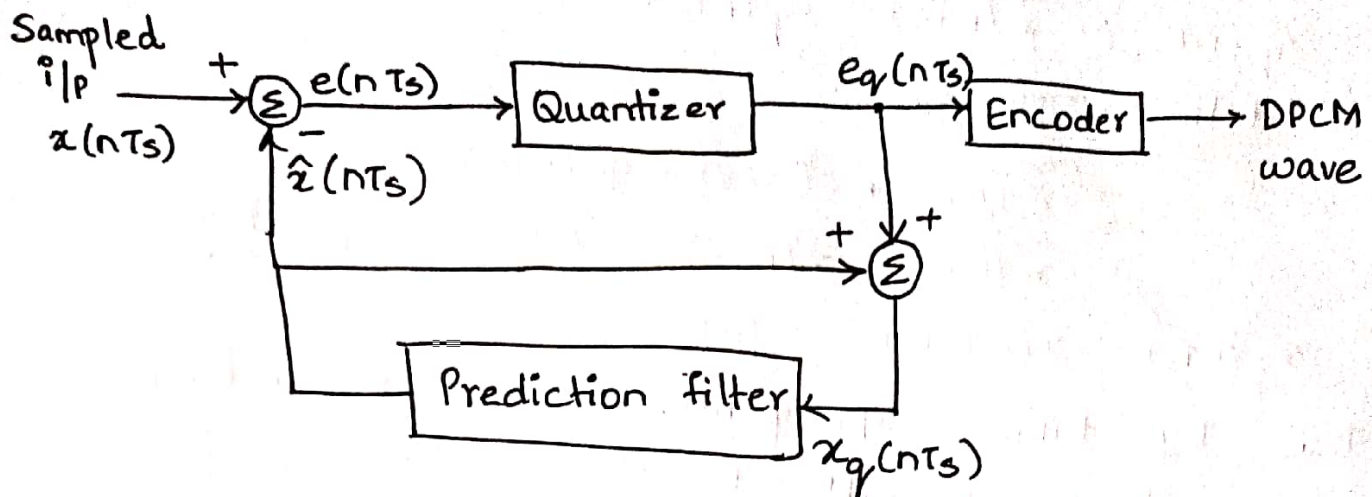 Sampled
i/p
x(nTs)
+
Σ
e(nTs)
−
x̂(nTs)
Quantizer
eq(nTs)
Encoder
DPCM
wave
+
+
Σ
Prediction filter
xq(nTs)